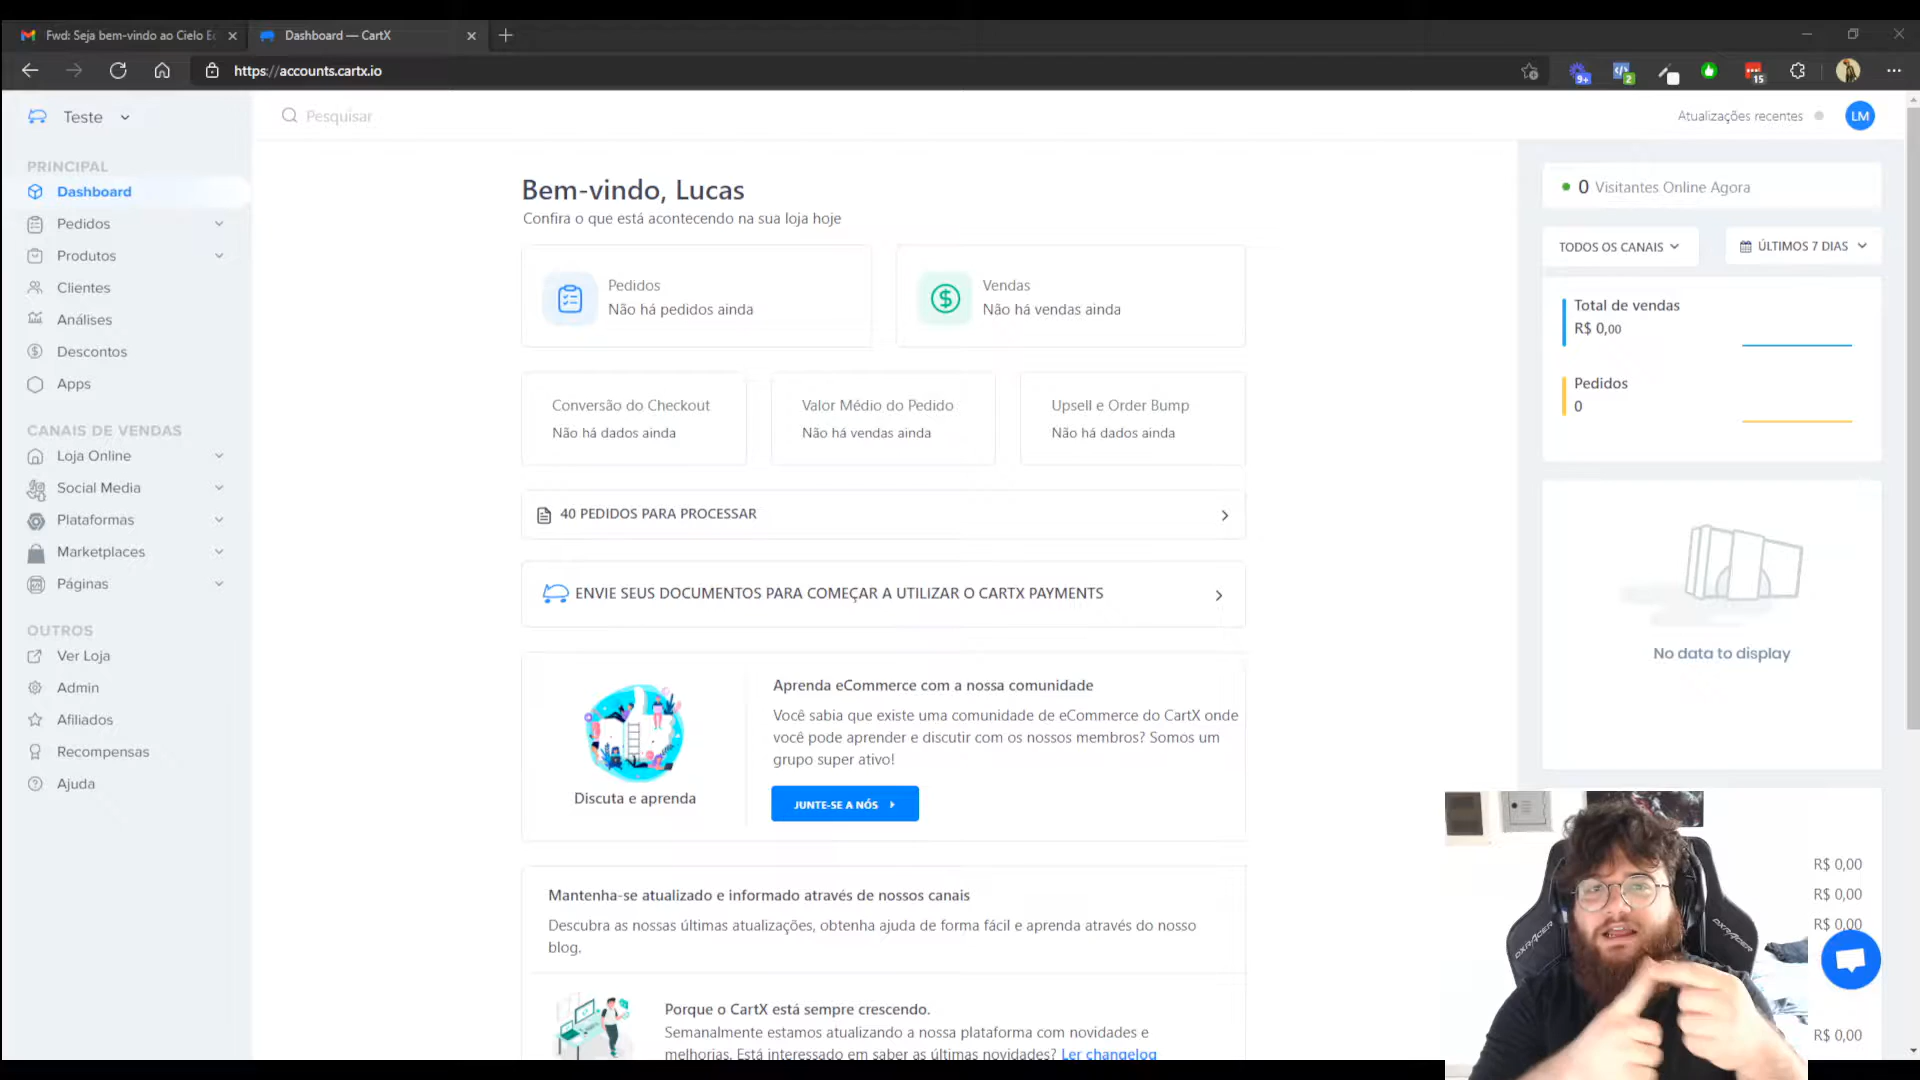 Fwd: Seja bem-vindo ao Cielo Ec
Dashboard — CartX
https://accounts.cartx.io
9+
2
15
Teste
Pesquisar
Atualizações recentes
LM
PRINCIPAL
Dashboard
Pedidos
Produtos
Clientes
Análises
Descontos
Apps
CANAIS DE VENDAS
Loja Online
Social Media
Plataformas
Marketplaces
Páginas
OUTROS
Ver Loja
Admin
Afiliados
Recompensas
Ajuda
Bem-vindo, Lucas
Confira o que está acontecendo na sua loja hoje
Pedidos
Não há pedidos ainda
Vendas
Não há vendas ainda
Conversão do Checkout
Não há dados ainda
Valor Médio do Pedido
Não há vendas ainda
Upsell e Order Bump
Não há dados ainda
40 PEDIDOS PARA PROCESSAR
ENVIE SEUS DOCUMENTOS PARA COMEÇAR A UTILIZAR O CARTX PAYMENTS
Discuta e aprenda
Aprenda eCommerce com a nossa comunidade
Você sabia que existe uma comunidade de eCommerce do CartX onde
você pode aprender e discutir com os nossos membros? Somos um
grupo super ativo!
JUNTE-SE A NÓS
Mantenha-se atualizado e informado através de nossos canais
Descubra as nossas últimas atualizações, obtenha ajuda de forma fácil e aprenda através do nosso
blog.
Porque o CartX está sempre crescendo.
Semanalmente estamos atualizando a nossa plataforma com novidades e
melhorias. Está interessado em saber as últimas novidades? Ler changelog
0 Visitantes Online Agora
TODOS OS CANAIS
ÚLTIMOS 7 DIAS
Total de vendas
R$ 0,00
Pedidos
0
No data to display
R$ 0,00
R$ 0,00
R$ 0,00
R$ 0,00
DXRACER
DXRACER